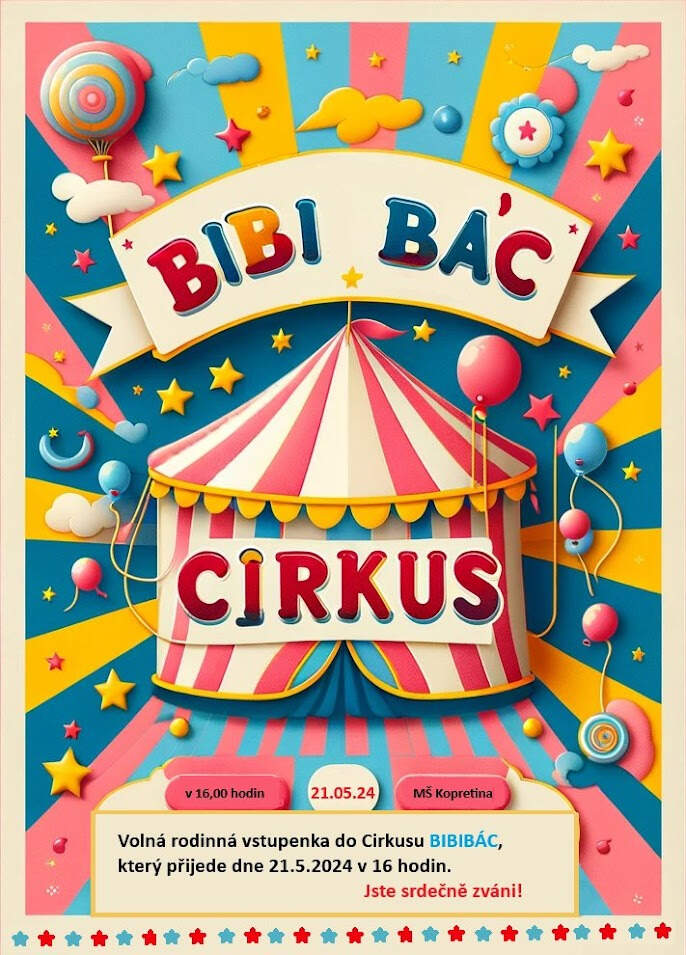 BIBI BÁC
CIRKUS
v 16,00 hodin
21.05.24
MŠ Kopretina
Volná rodinná vstupenka do Cirkusu BIBIBÁC,
který přijede dne 21.5.2024 v 16 hodin.
Jste srdečně zváni!